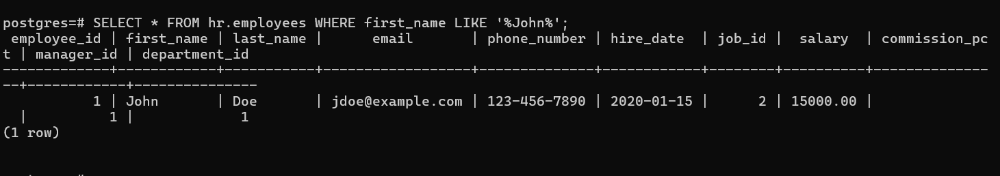 postgres=# SELECT * FROM hr.employees WHERE first_name LIKE '%John%';
 employee_id | first_name | last_name |       email       | phone_number | hire_date  | job_id |  salary  | commission_pc
t | manager_id | department_id
-------------+------------+-----------+-------------------+--------------+------------+--------+----------+--------------
--+------------+---------------
           1 | John       | Doe       | jdoe@example.com | 123-456-7890 | 2020-01-15 |      2 | 15000.00 |
  |          1 |             1
(1 row)